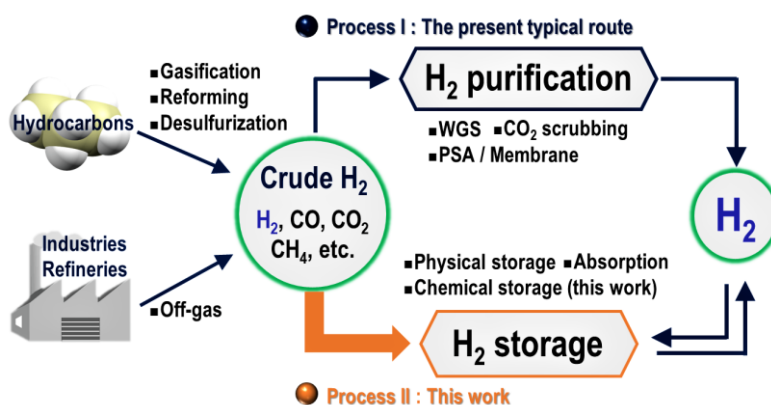 Process I : The present typical route
▪Gasification
▪Reforming
▪Desulfurization
Hydrocarbons
H₂ purification
▪WGS ▪CO₂ scrubbing
▪PSA / Membrane
Crude H₂
H₂, CO, CO₂
CH₄, etc.
H₂
Industries
Refineries
▪Off-gas
▪Physical storage ▪Absorption
▪Chemical storage (this work)
H₂ storage
Process II : This work